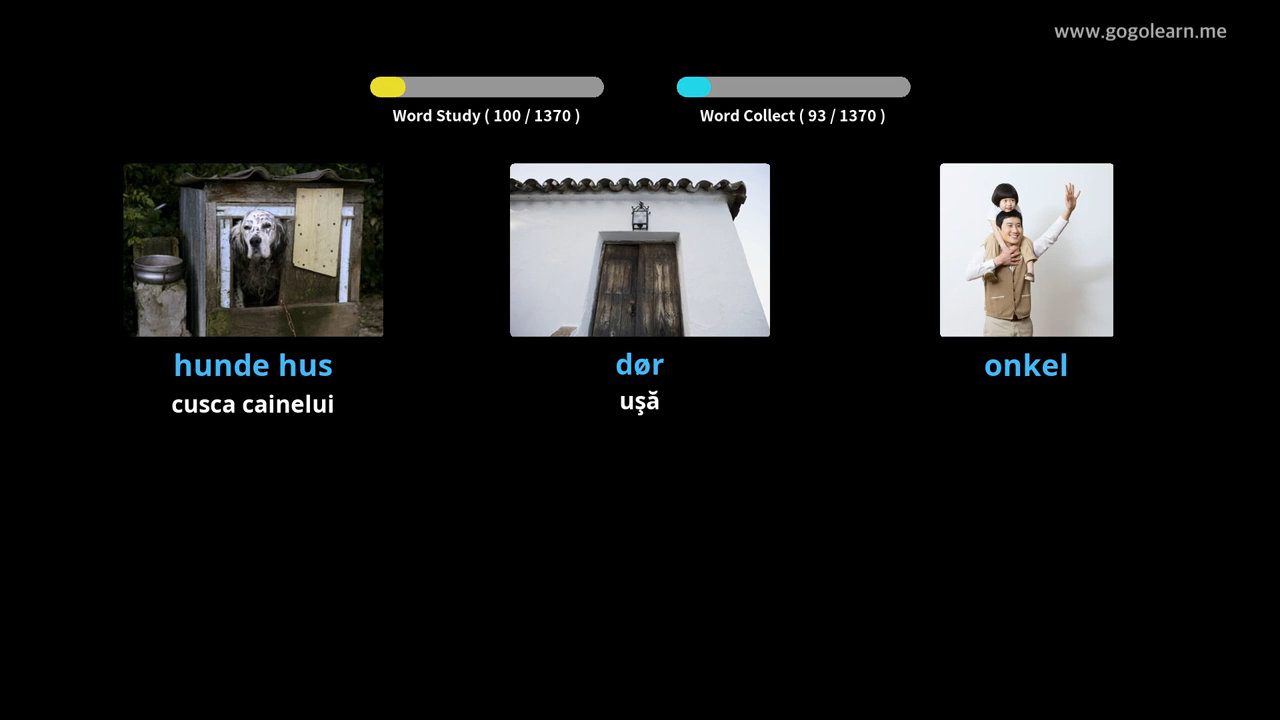 www.gogolearn.me
Word Study ( 100 / 1370 )
Word Collect ( 93 / 1370 )
hunde hus
dør
onkel
cusca cainelui
uşă